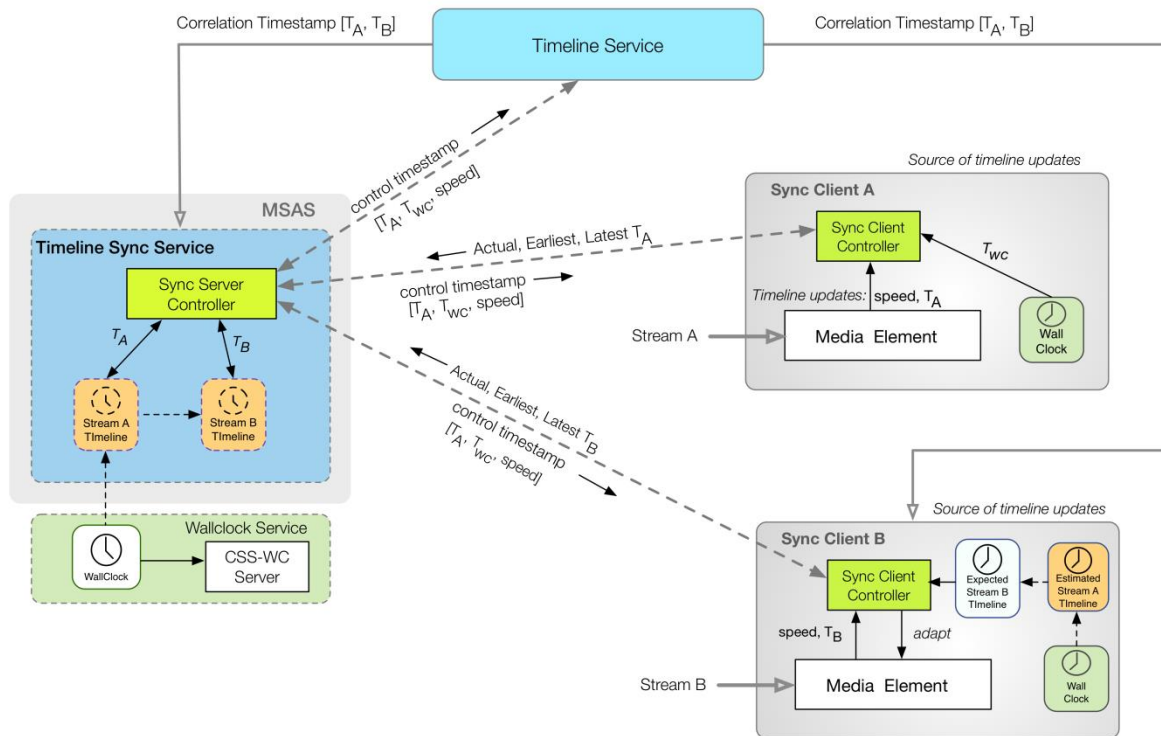 Correlation Timestamp [TA, TB]
Timeline Service
Correlation Timestamp [TA, TB]
control timestamp
[TA, Twc, speed]
MSAS
Timeline Sync Service
Sync Server
Controller
TA
TB
Stream A
TImeline
Stream B
TImeline
Wallclock Service
WallClock
CSS-WC
Server
Actual, Earliest, Latest TA
control timestamp
[TA, Twc, speed]
Actual, Earliest, Latest TB
control timestamp
[TA, Twc, speed]
Source of timeline updates
Sync Client A
Sync Client
Controller
TWC
Timeline updates: speed, TA
Stream A
Media Element
Wall
Clock
Source of timeline updates
Sync Client B
Sync Client
Controller
Expected
Stream B
TImeline
Estimated
Stream A
TImeline
speed, TB
adapt
Stream B
Media Element
Wall
Clock